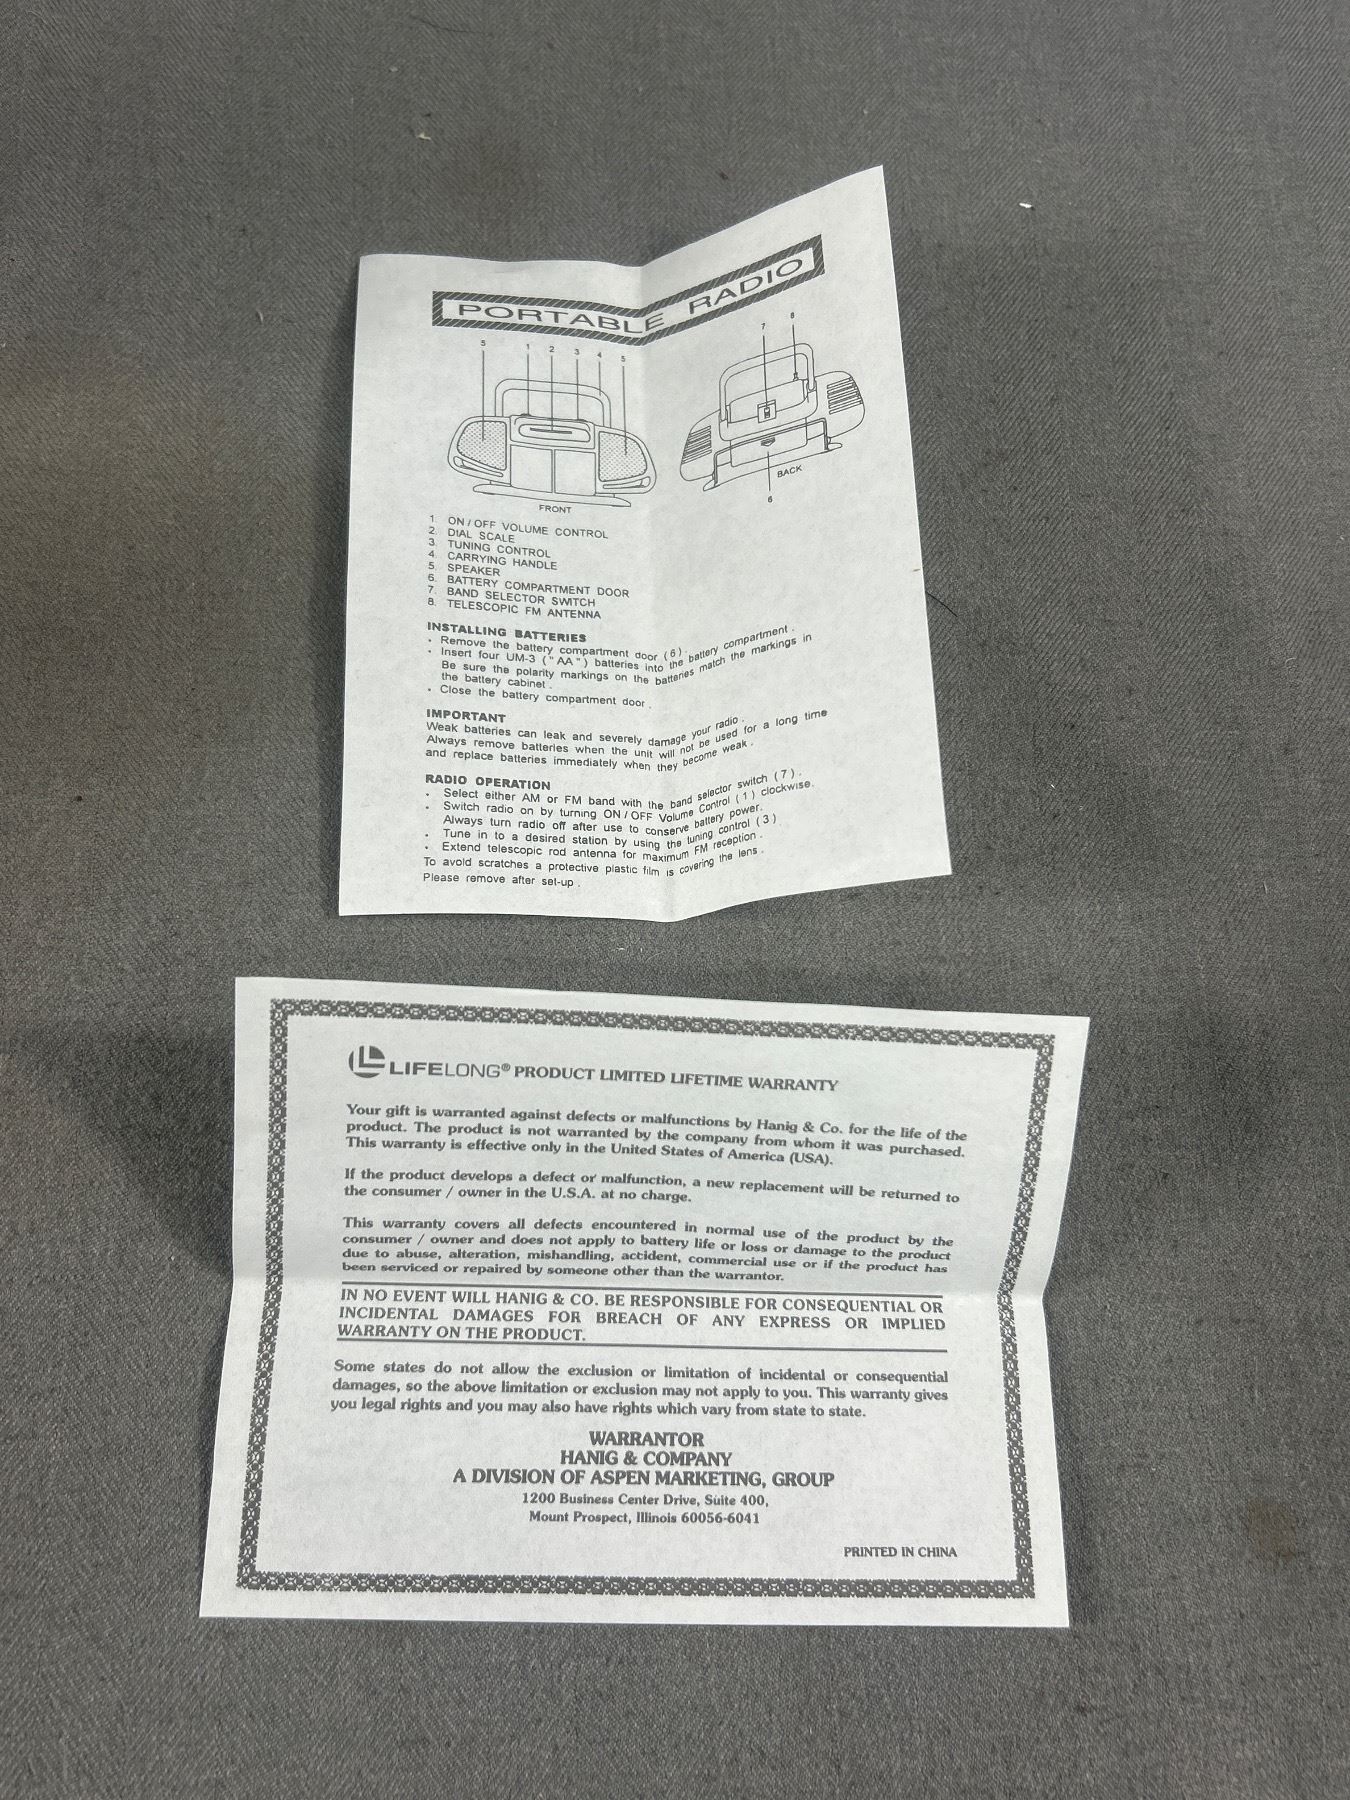 PORTABLE RADIO
5 1 2 3 4 5
7 8
FRONT
BACK
6
1. ON / OFF VOLUME CONTROL
2. DIAL SCALE
3. TUNING CONTROL
4. CARRYING HANDLE
5. SPEAKER
6. BATTERY COMPARTMENT DOOR
7. BAND SELECTOR SWITCH
8. TELESCOPIC FM ANTENNA
INSTALLING BATTERIES
• Remove the battery compartment door ( 6 ) .
• Insert four UM-3 ( " AA " ) batteries into the battery compartment .
Be sure the polarity markings on the batteries match the markings in
the battery cabinet .
• Close the battery compartment door .
IMPORTANT
Weak batteries can leak and severely damage your radio .
Always remove batteries when the unit will not be used for a long time
and replace batteries immediately when they become weak .
RADIO OPERATION
• Select either AM or FM band with the band selector switch ( 7 ) .
• Switch radio on by turning ON / OFF Volume Control ( 1 ) clockwise.
Always turn radio off after use to conserve battery power.
• Tune in to a desired station by using the tuning control ( 3 )
• Extend telescopic rod antenna for maximum FM reception .
To avoid scratches a protective plastic film is covering the lens .
Please remove after set-up .
LIFELONG® PRODUCT LIMITED LIFETIME WARRANTY
Your gift is warranted against defects or malfunctions by Hanig & Co. for the life of the
product. The product is not warranted by the company from whom it was purchased.
This warranty is effective only in the United States of America (USA).
If the product develops a defect or malfunction, a new replacement will be returned to
the consumer / owner in the U.S.A. at no charge.
This warranty covers all defects encountered in normal use of the product by the
consumer / owner and does not apply to battery life or loss or damage to the product
due to abuse, alteration, mishandling, accident, commercial use or if the product has
been serviced or repaired by someone other than the warrantor.
IN NO EVENT WILL HANIG & CO. BE RESPONSIBLE FOR CONSEQUENTIAL OR
INCIDENTAL DAMAGES FOR BREACH OF ANY EXPRESS OR IMPLIED
WARRANTY ON THE PRODUCT.
Some states do not allow the exclusion or limitation of incidental or consequential
damages, so the above limitation or exclusion may not apply to you. This warranty gives
you legal rights and you may also have rights which vary from state to state.
WARRANTOR
HANIG & COMPANY
A DIVISION OF ASPEN MARKETING, GROUP
1200 Business Center Drive, Suite 400,
Mount Prospect, Illinois 60056-6041
PRINTED IN CHINA